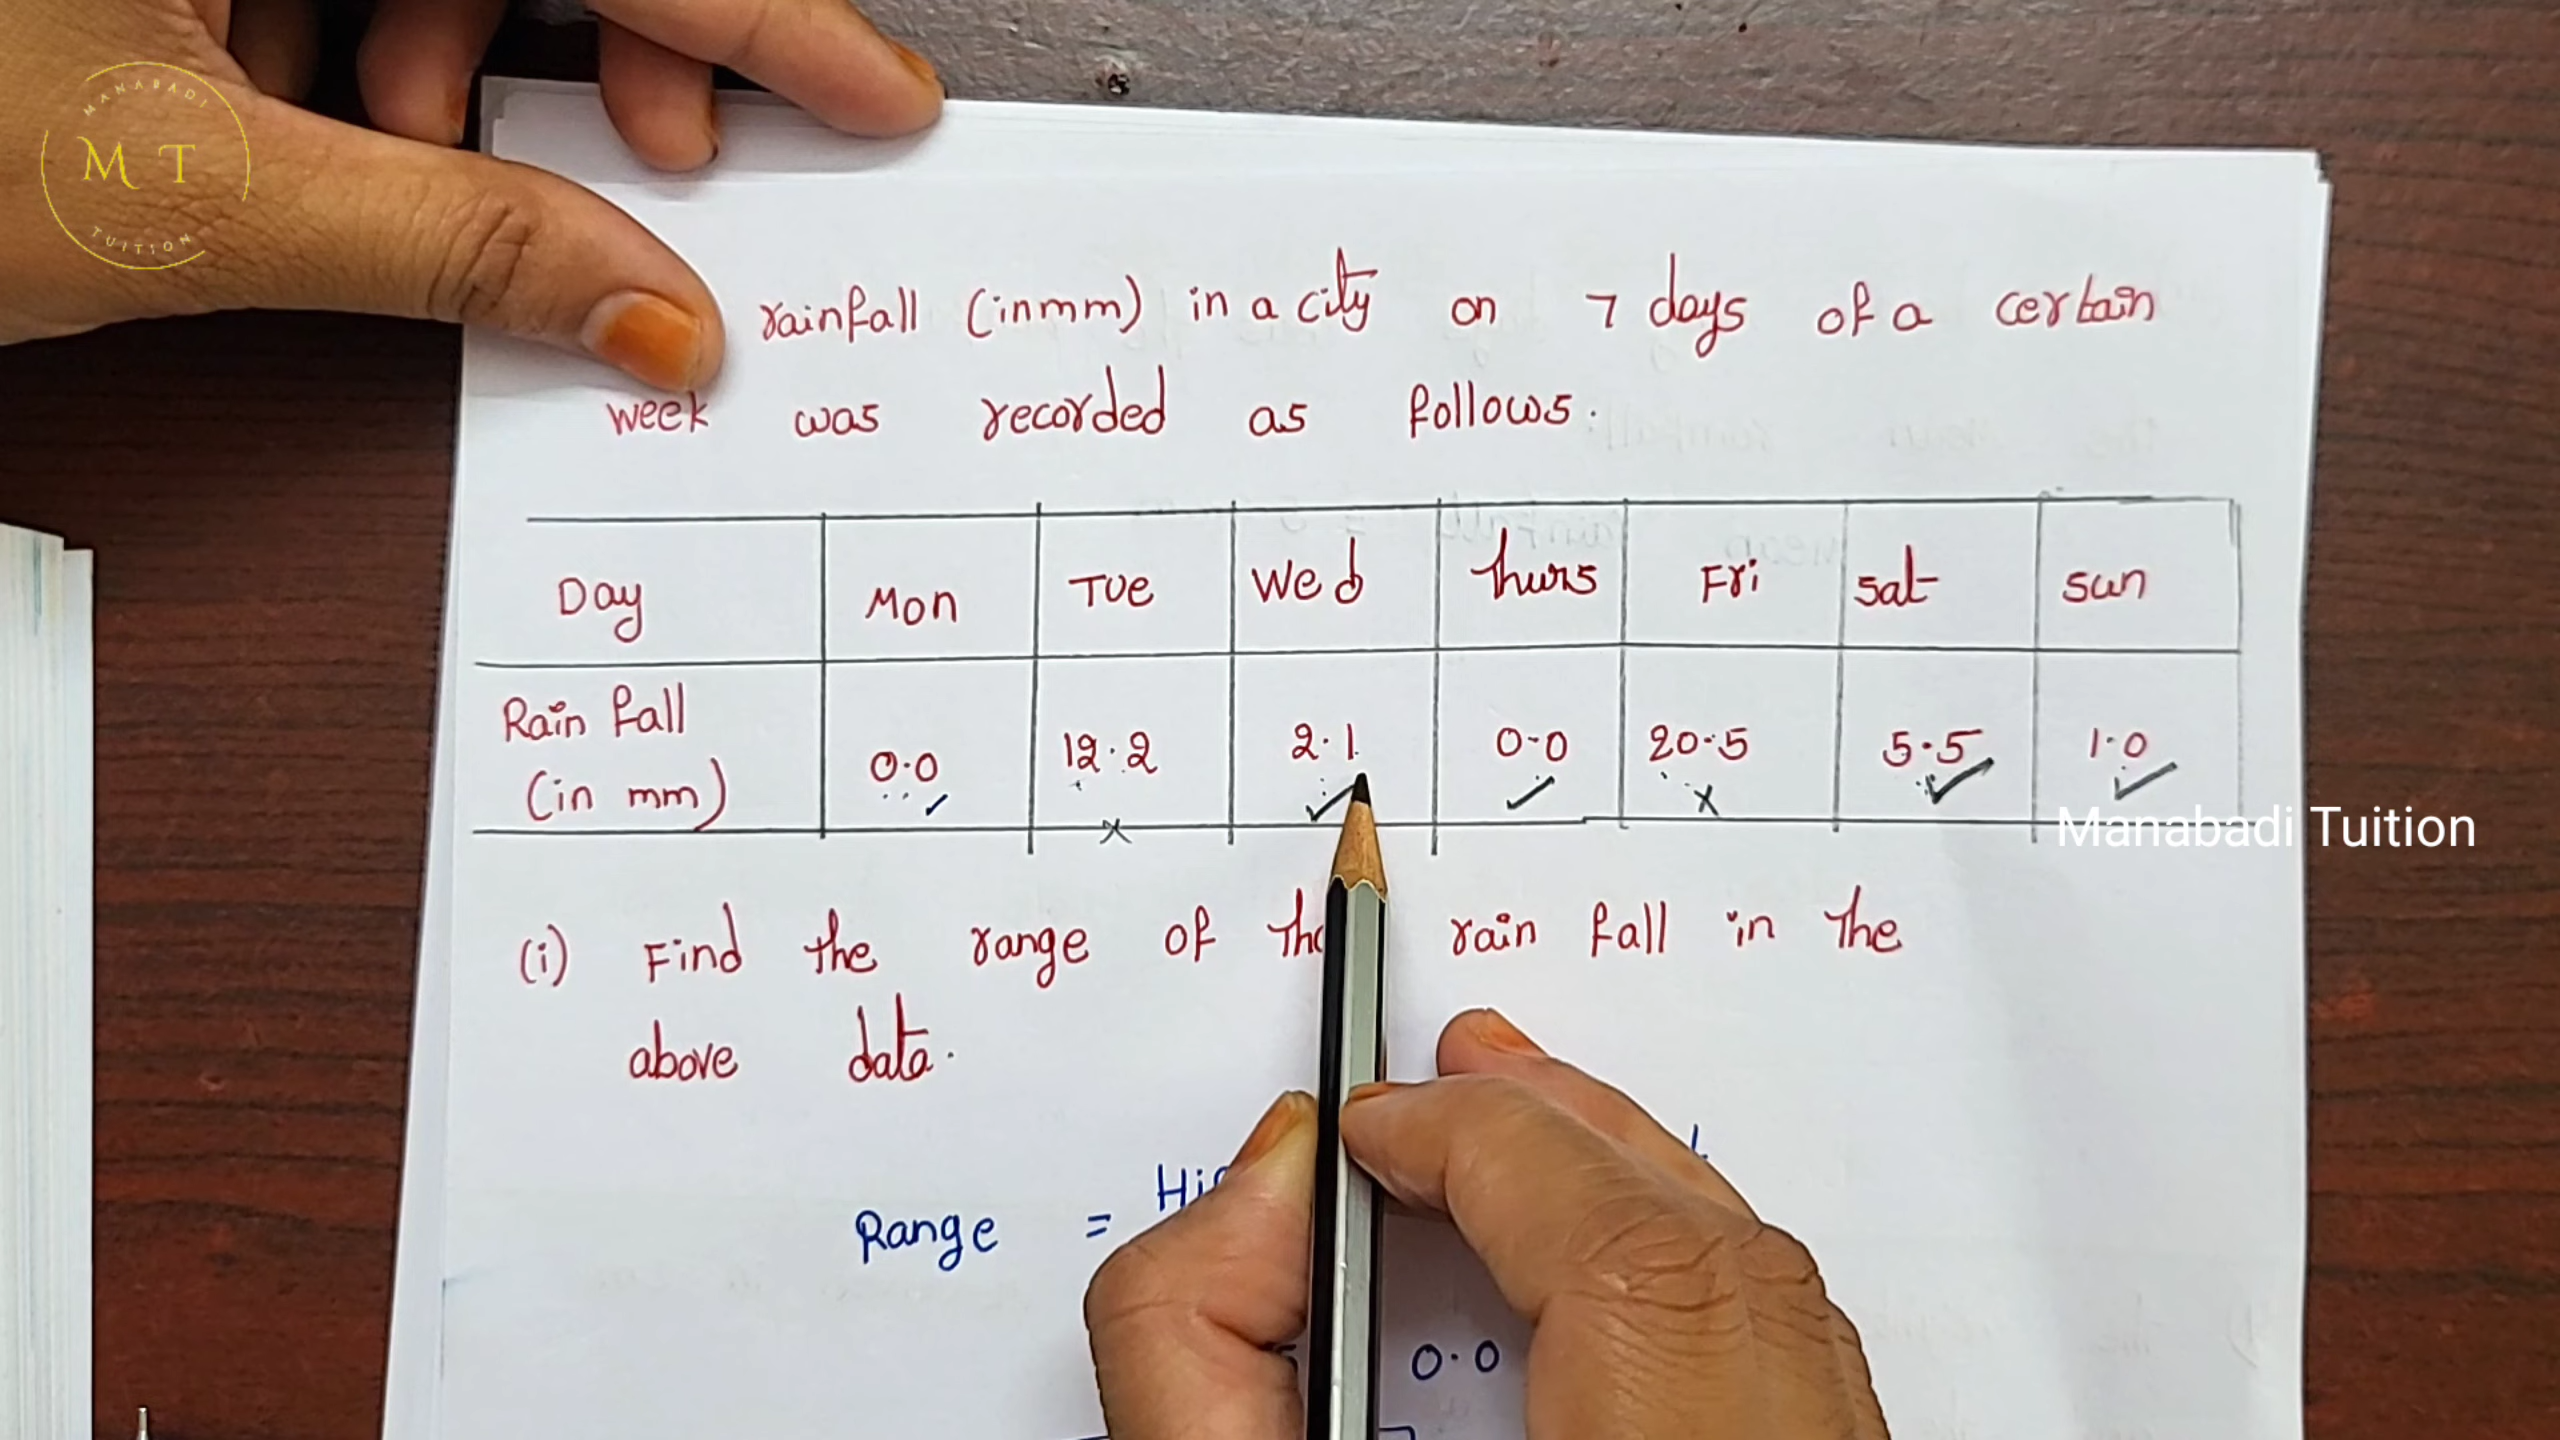 MANABADI
M T
TUITION
rainfall (in mm) in a city on 7 days of a certain
week was recorded as follows.
Day Mon Tue Wed Thurs Fri Sat Sun
Rain fall
(in mm) 0.0 12.2 2.1 0.0 20.5 5.5 1.0
Manabadi Tuition
(i) Find the range of the rain fall in the
above data.
Range =
0.0